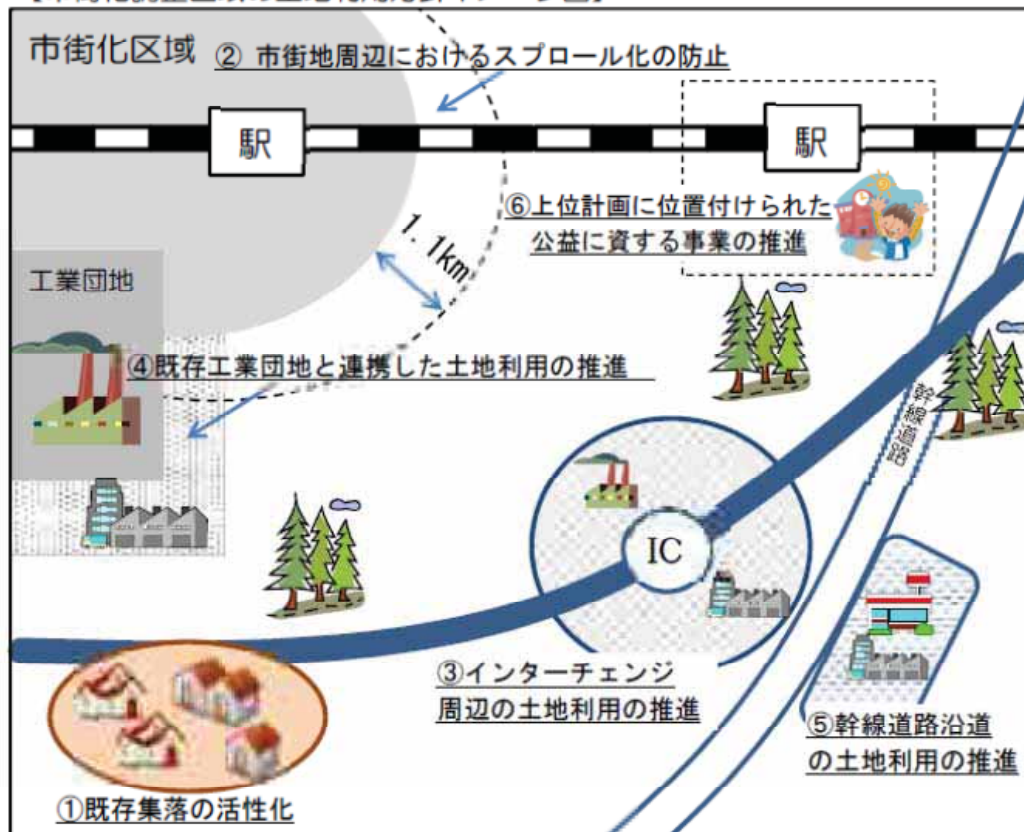 市街化区域
② 市街地周辺におけるスプロール化の防止
駅
駅
⑥上位計画に位置付けられた
公益に資する事業の推進
1.1km
工業団地
④既存工業団地と連携した土地利用の推進
幹線道路
IC
③インターチェンジ
周辺の土地利用の推進
⑤幹線道路沿道
の土地利用の推進
①既存集落の活性化